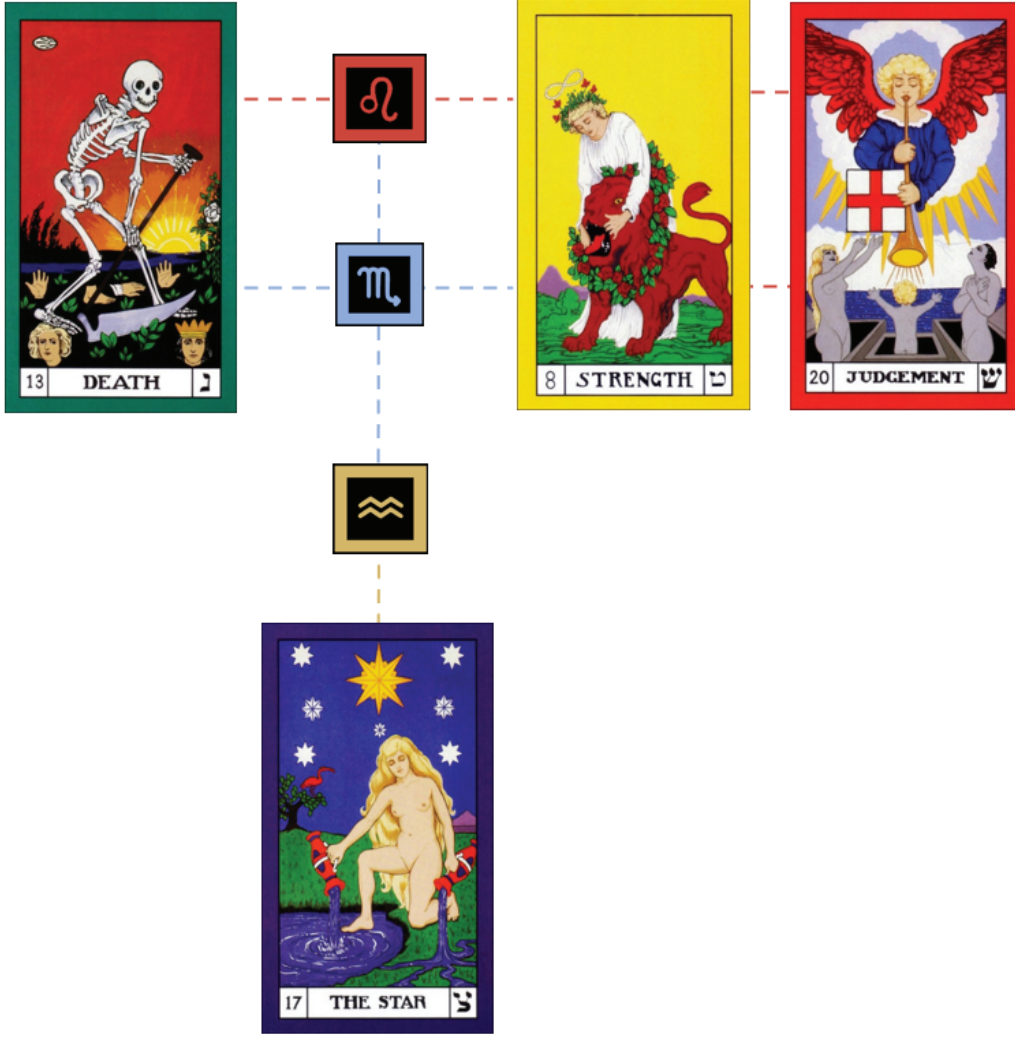 13 DEATH נ
8 STRENGTH ט
20 JUDGEMENT ש
17 THE STAR צ